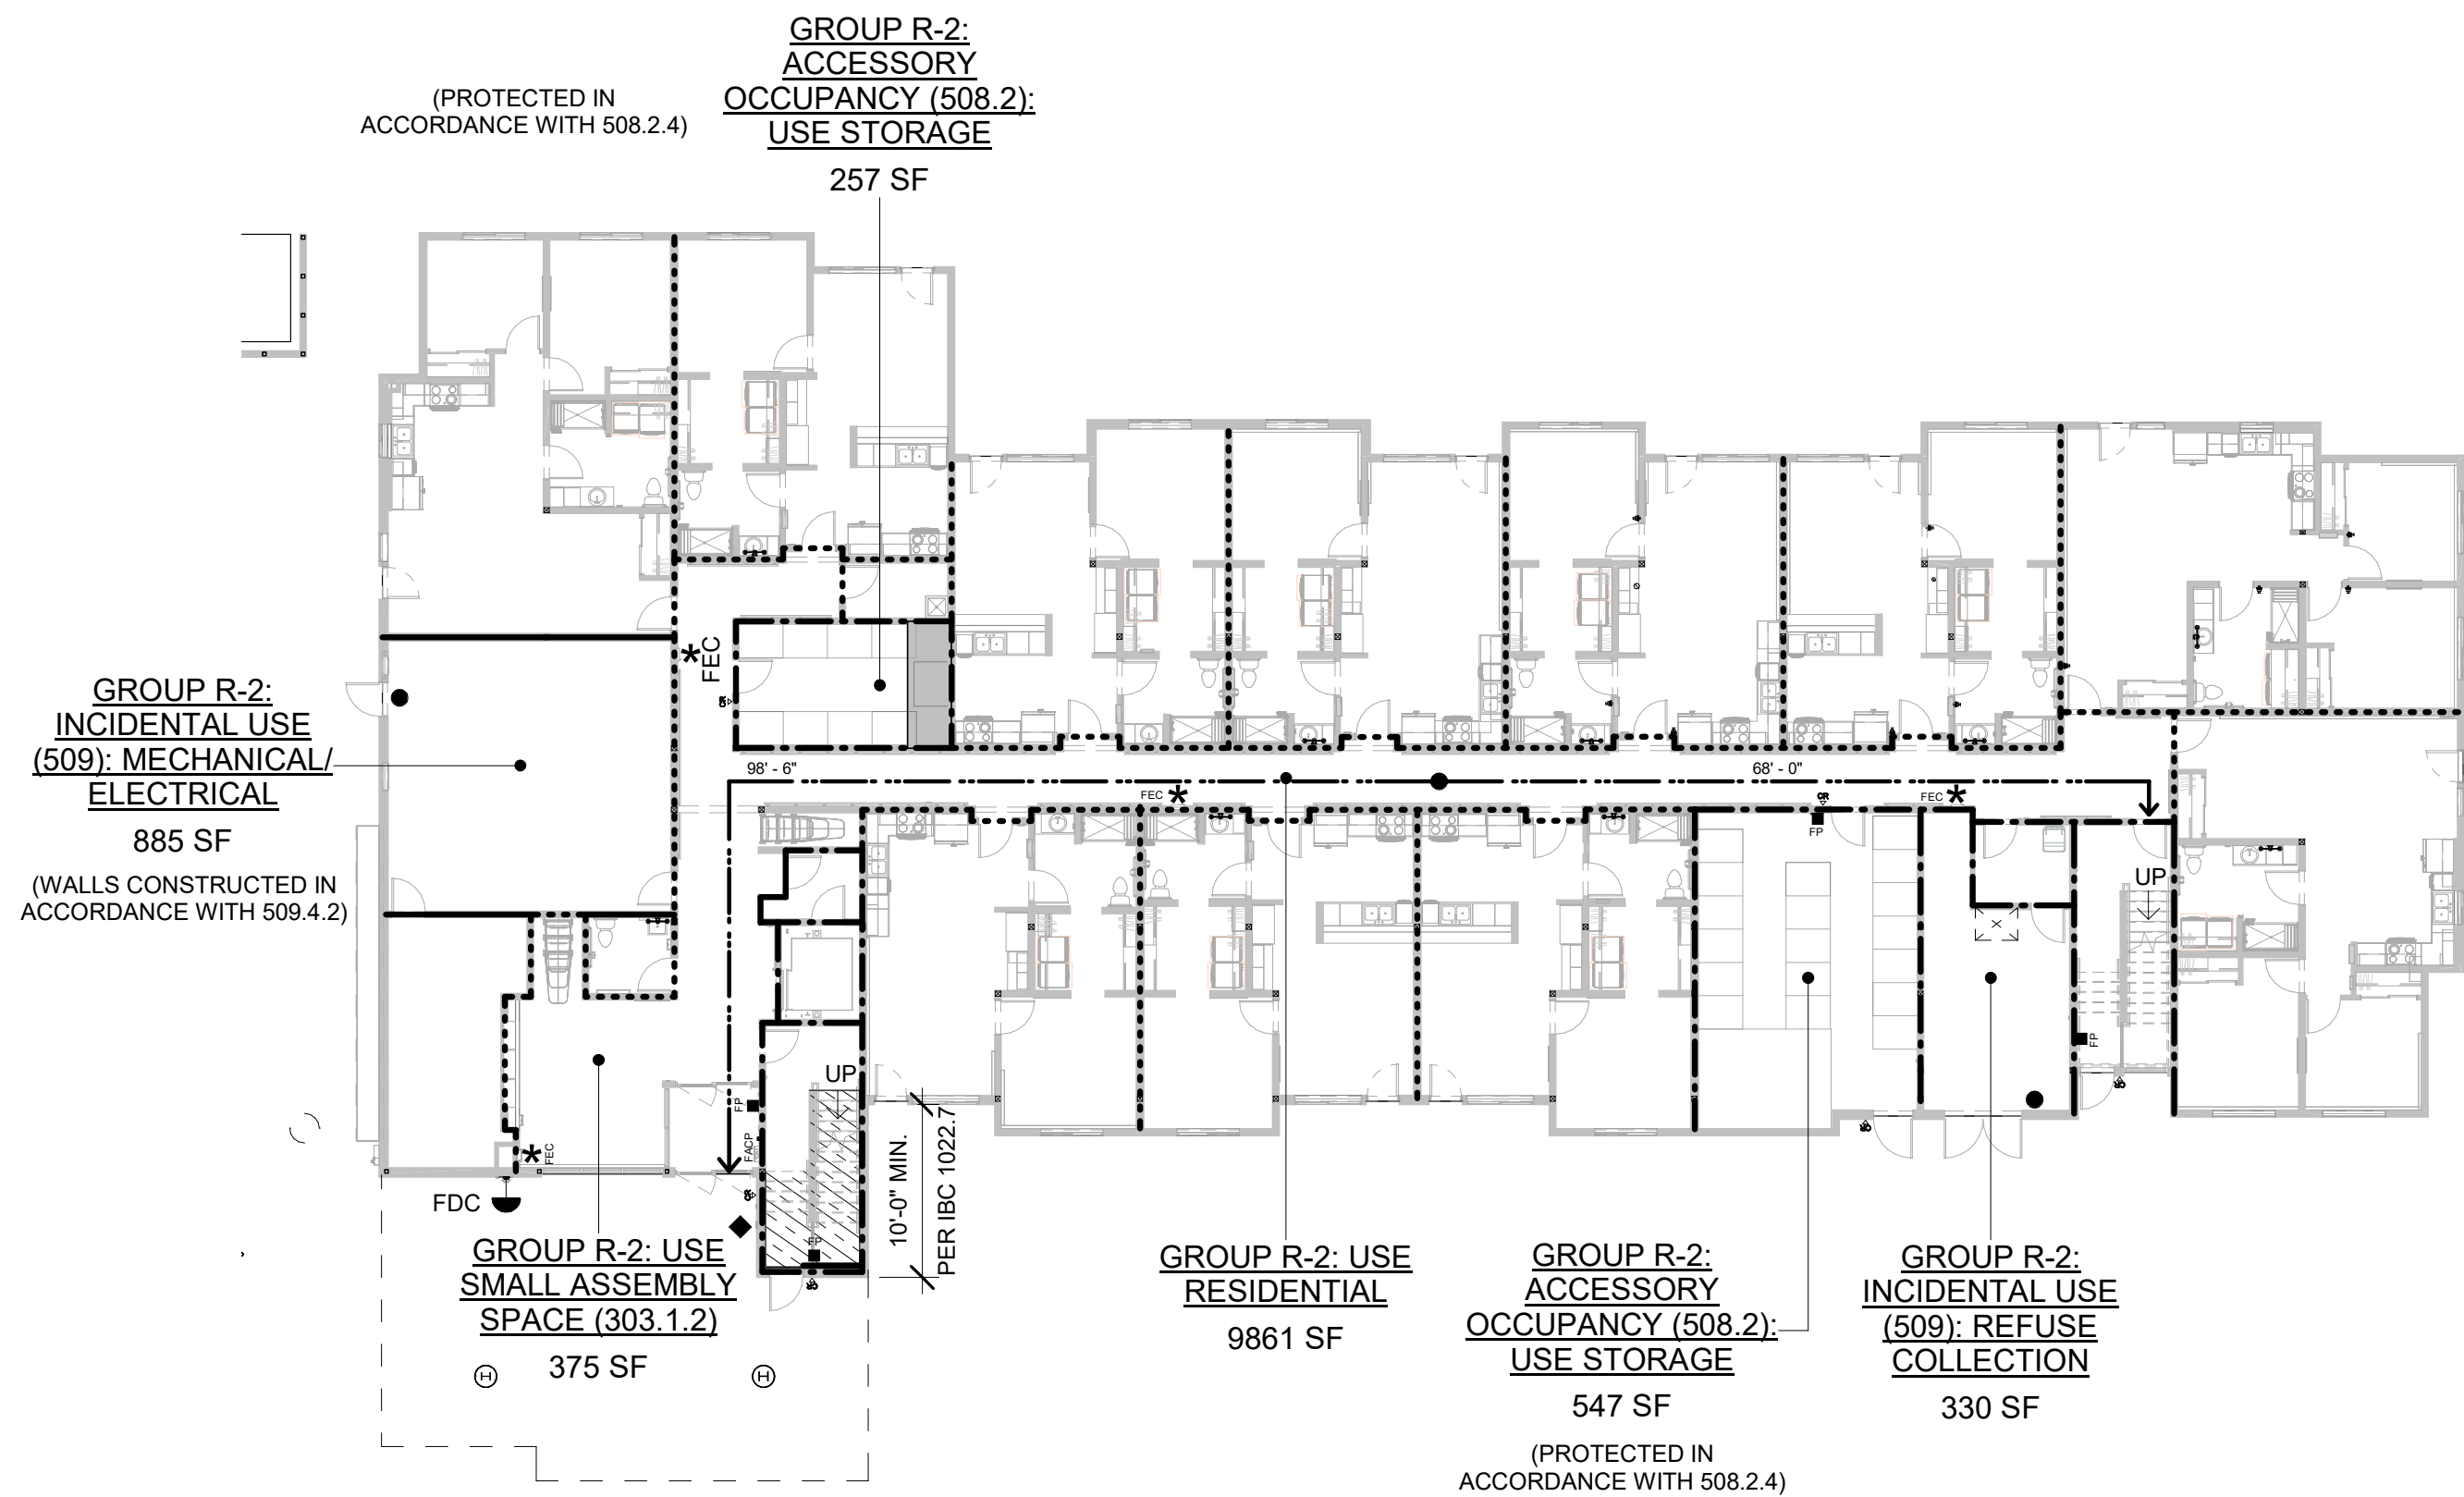 GROUP R-2:
ACCESSORY
OCCUPANCY (508.2):
USE STORAGE
257 SF
(PROTECTED IN
ACCORDANCE WITH 508.2.4)
FEC
CR
GROUP R-2:
INCIDENTAL USE
(509): MECHANICAL/
ELECTRICAL
885 SF
(WALLS CONSTRUCTED IN
ACCORDANCE WITH 509.4.2)
98' - 6"
68' - 0"
FEC
FEC
CR
FP
UP
FP
UP
FP
FACP
CR
FP
FEC
FDC
10'-0" MIN.
PER IBC 1022.7
X
GROUP R-2: USE
SMALL ASSEMBLY
SPACE (303.1.2)
375 SF
H
H
GROUP R-2: USE
RESIDENTIAL
9861 SF
GROUP R-2:
ACCESSORY
OCCUPANCY (508.2):
USE STORAGE
547 SF
(PROTECTED IN
ACCORDANCE WITH 508.2.4)
GROUP R-2:
INCIDENTAL USE
(509): REFUSE
COLLECTION
330 SF